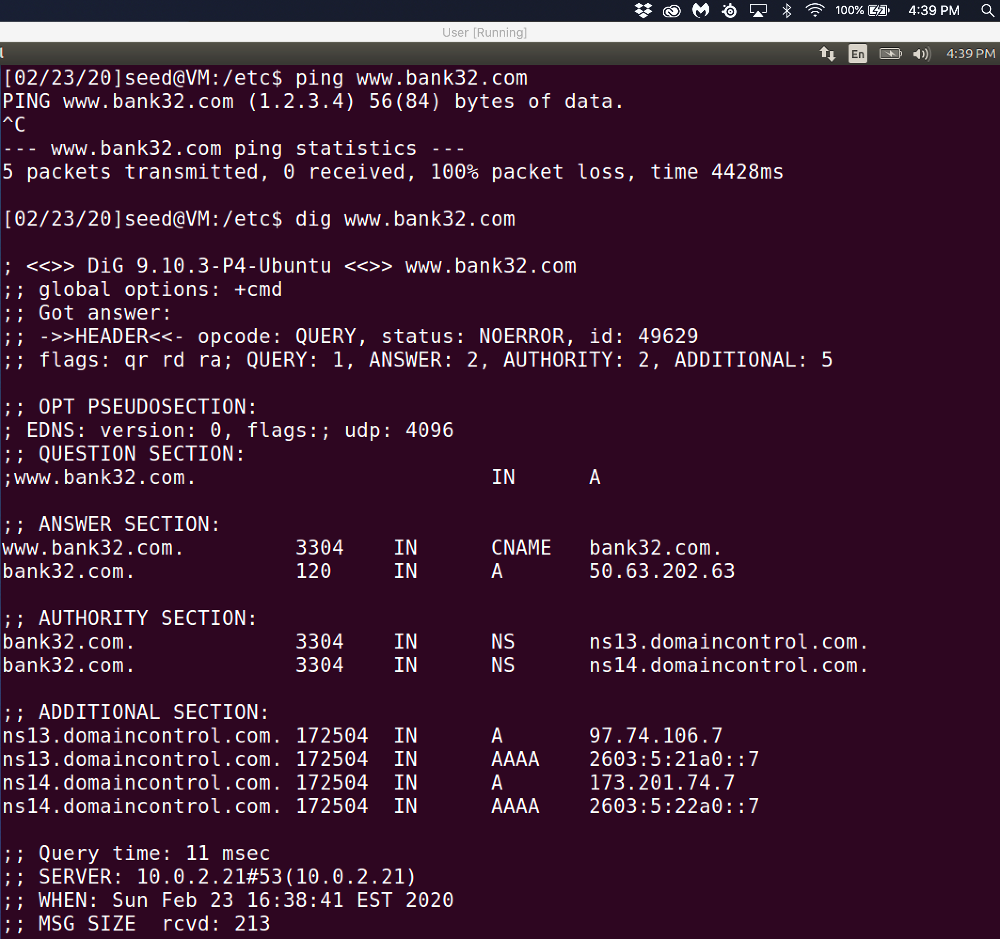 100% 4:39 PM
User [Running]
En 4:39 PM
[02/23/20]seed@VM:/etc$ ping www.bank32.com
PING www.bank32.com (1.2.3.4) 56(84) bytes of data.
^C
--- www.bank32.com ping statistics ---
5 packets transmitted, 0 received, 100% packet loss, time 4428ms
[02/23/20]seed@VM:/etc$ dig www.bank32.com
; <<>> DiG 9.10.3-P4-Ubuntu <<>> www.bank32.com
;; global options: +cmd
;; Got answer:
;; ->>HEADER<<- opcode: QUERY, status: NOERROR, id: 49629
;; flags: qr rd ra; QUERY: 1, ANSWER: 2, AUTHORITY: 2, ADDITIONAL: 5
;; OPT PSEUDOSECTION:
; EDNS: version: 0, flags:; udp: 4096
;; QUESTION SECTION:
;www.bank32.com. IN A
;; ANSWER SECTION:
www.bank32.com. 3304 IN CNAME bank32.com.
bank32.com. 120 IN A 50.63.202.63
;; AUTHORITY SECTION:
bank32.com. 3304 IN NS ns13.domaincontrol.com.
bank32.com. 3304 IN NS ns14.domaincontrol.com.
;; ADDITIONAL SECTION:
ns13.domaincontrol.com. 172504 IN A 97.74.106.7
ns13.domaincontrol.com. 172504 IN AAAA 2603:5:21a0::7
ns14.domaincontrol.com. 172504 IN A 173.201.74.7
ns14.domaincontrol.com. 172504 IN AAAA 2603:5:22a0::7
;; Query time: 11 msec
;; SERVER: 10.0.2.21#53(10.0.2.21)
;; WHEN: Sun Feb 23 16:38:41 EST 2020
;; MSG SIZE  rcvd: 213